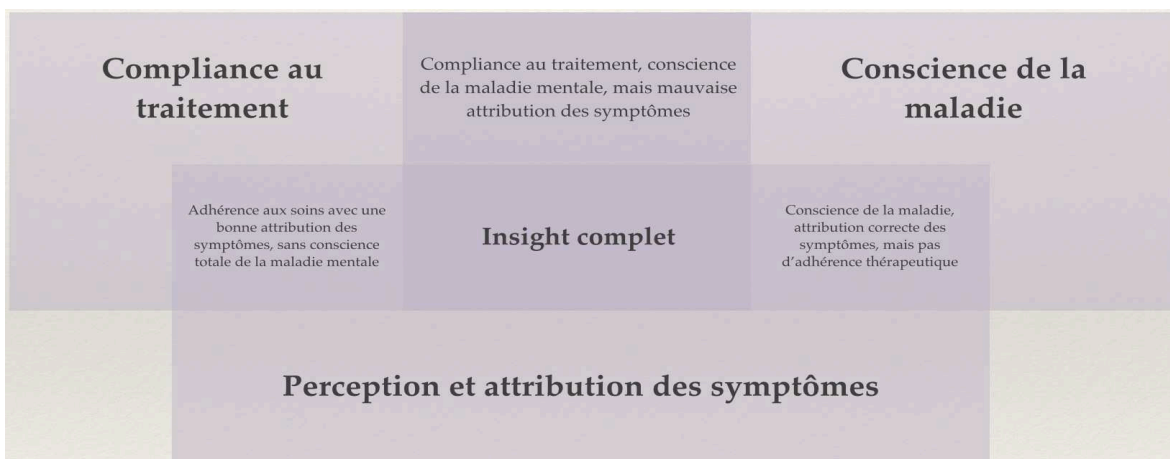 Compliance au
traitement
Compliance au traitement, conscience
de la maladie mentale, mais mauvaise
attribution des symptômes
Conscience de la
maladie
Adhérence aux soins avec une
bonne attribution des
symptômes, sans conscience
totale de la maladie mentale
Insight complet
Conscience de la maladie,
attribution correcte des
symptômes, mais pas
d’adhérence thérapeutique
Perception et attribution des symptômes